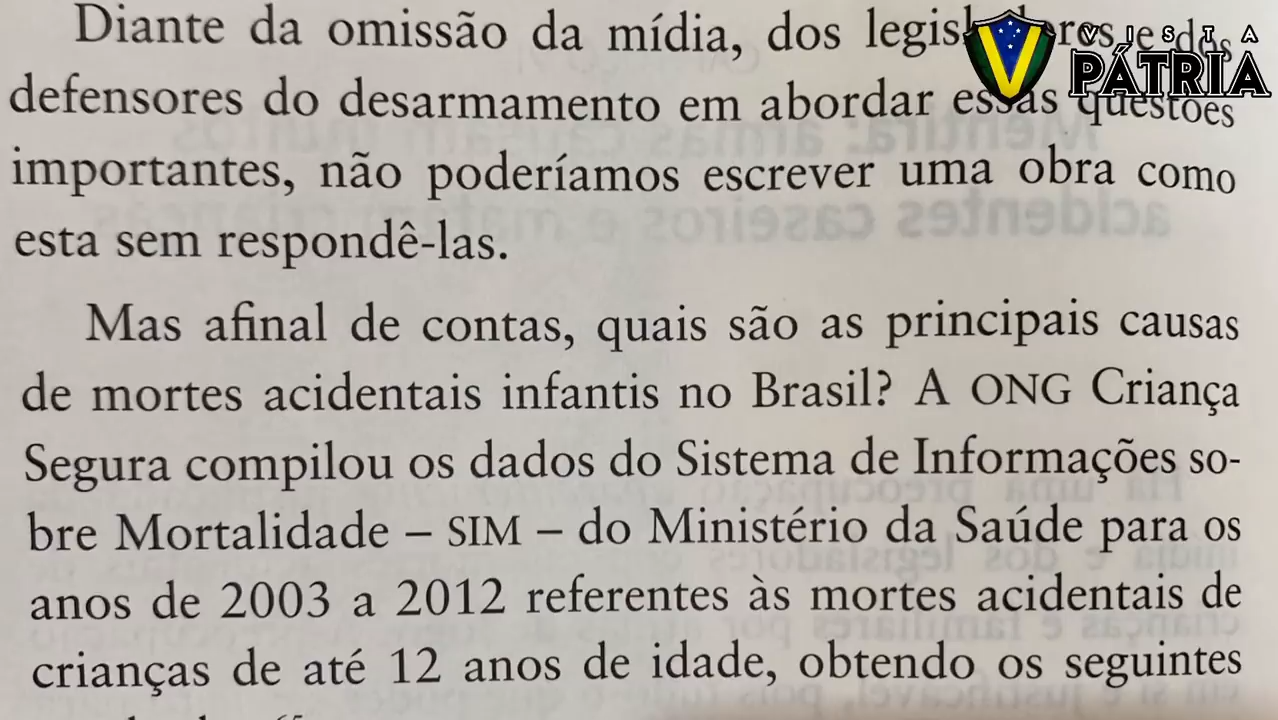 Diante da omissão da mídia, dos legisladores e dos
defensores do desarmamento em abordar essas questões
importantes, não poderíamos escrever uma obra como
esta sem respondê-las.
Mas afinal de contas, quais são as principais causas
de mortes acidentais infantis no Brasil? A ONG Criança
Segura compilou os dados do Sistema de Informações so-
bre Mortalidade – SIM – do Ministério da Saúde para os
anos de 2003 a 2012 referentes às mortes acidentais de
crianças de até 12 anos de idade, obtendo os seguintes
VISTA
PÁTRIA